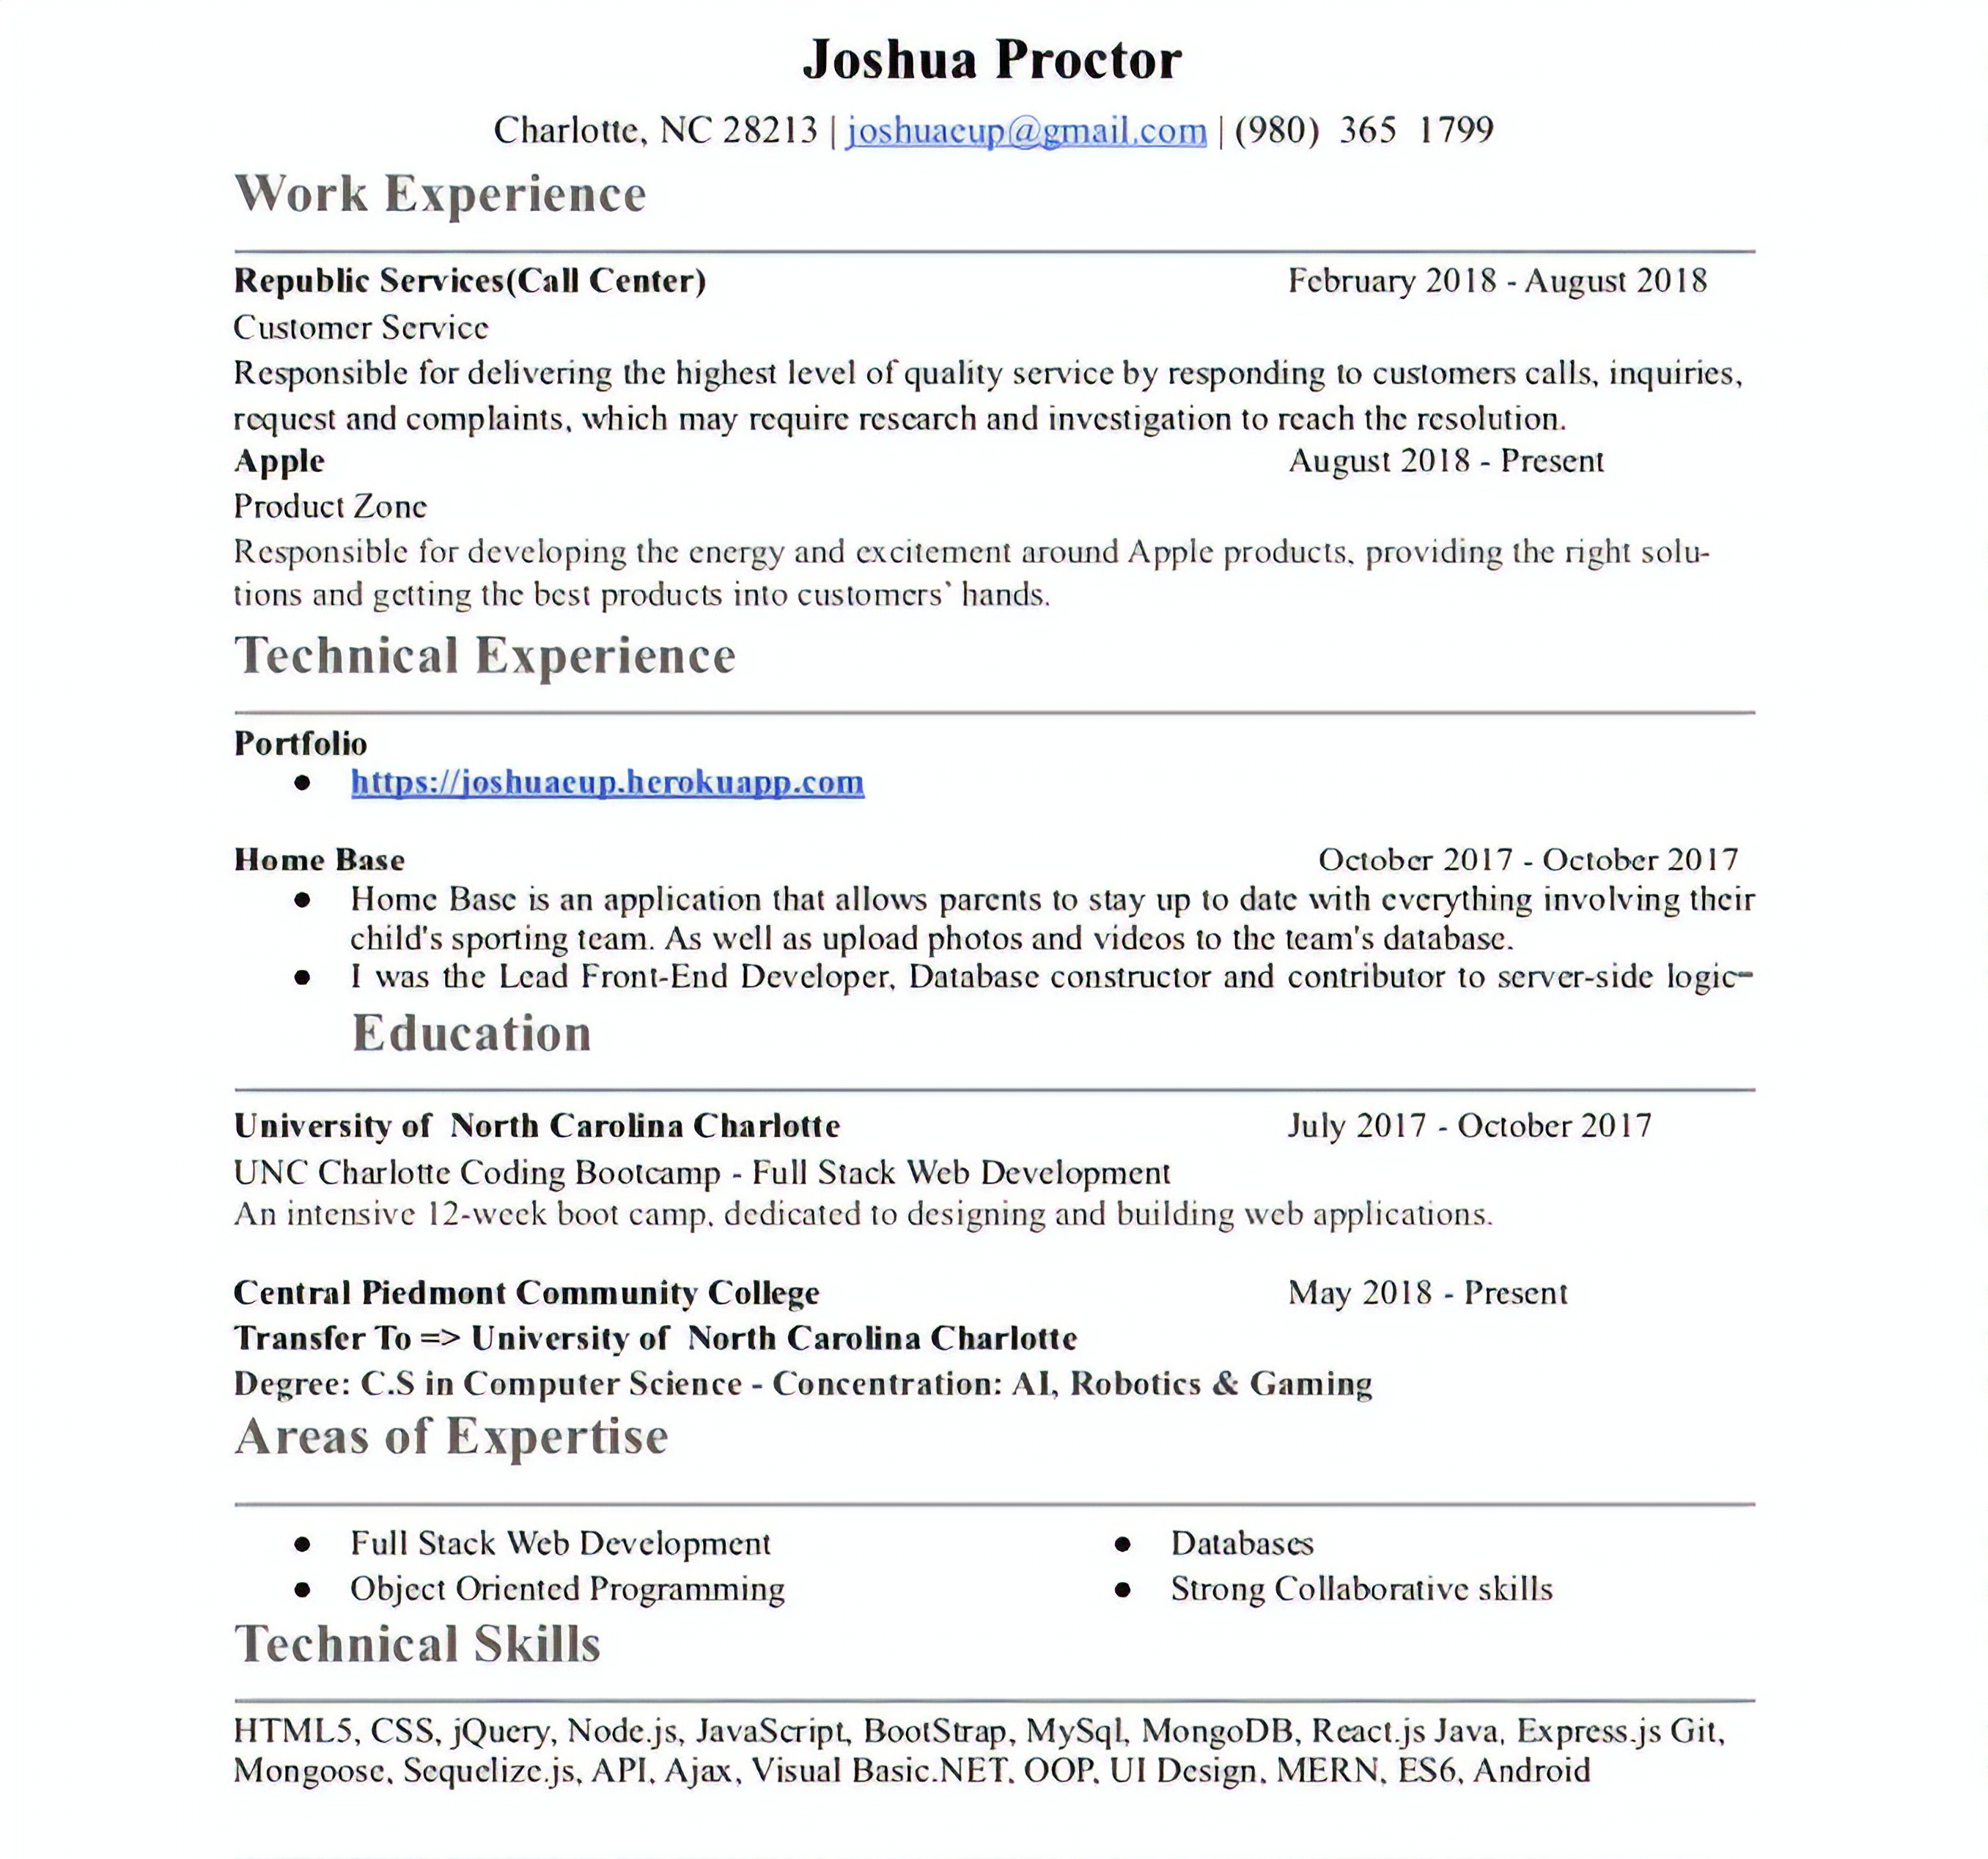 Joshua Proctor
Charlotte, NC 28213 | joshuacup@gmail.com | (980) 365 1799
Work Experience
Republic Services(Call Center) February 2018 - August 2018
Customer Service
Responsible for delivering the highest level of quality service by responding to customers calls, inquiries,
request and complaints, which may require research and investigation to reach the resolution.
Apple August 2018 - Present
Product Zone
Responsible for developing the energy and excitement around Apple products, providing the right solu-
tions and getting the best products into customers` hands.
Technical Experience
Portfolio
● https://joshuacup.herokuapp.com
Home Base October 2017 - October 2017
● Home Base is an application that allows parents to stay up to date with everything involving their
child's sporting team. As well as upload photos and videos to the team's database.
● I was the Lead Front-End Developer, Database constructor and contributor to server-side logic-
Education
University of North Carolina Charlotte July 2017 - October 2017
UNC Charlotte Coding Bootcamp - Full Stack Web Development
An intensive 12-week boot camp, dedicated to designing and building web applications.
Central Piedmont Community College May 2018 - Present
Transfer To => University of North Carolina Charlotte
Degree: C.S in Computer Science - Concentration: AI, Robotics & Gaming
Areas of Expertise
● Full Stack Web Development ● Databases
● Object Oriented Programming ● Strong Collaborative skills
Technical Skills
HTML5, CSS, jQuery, Node.js, JavaScript, BootStrap, MySql, MongoDB, React.js Java, Express.js Git,
Mongoose, Sequelize.js, API, Ajax, Visual Basic.NET, OOP, UI Design, MERN, ES6, Android